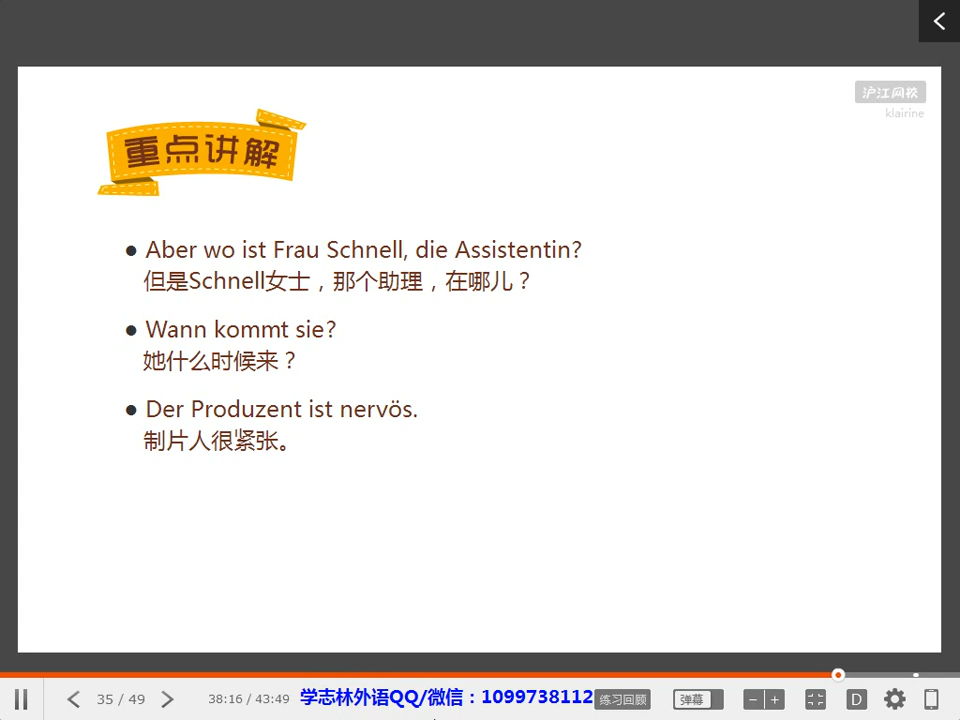 沪江网校
klairine
重点讲解
● Aber wo ist Frau Schnell, die Assistentin?
但是Schnell女士，那个助理，在哪儿？
● Wann kommt sie?
她什么时候来？
● Der Produzent ist nervös.
制片人很紧张。
35 / 49
38:16 / 43:49
学志林外语QQ/微信：1099738112
练习回顾
弹幕
D